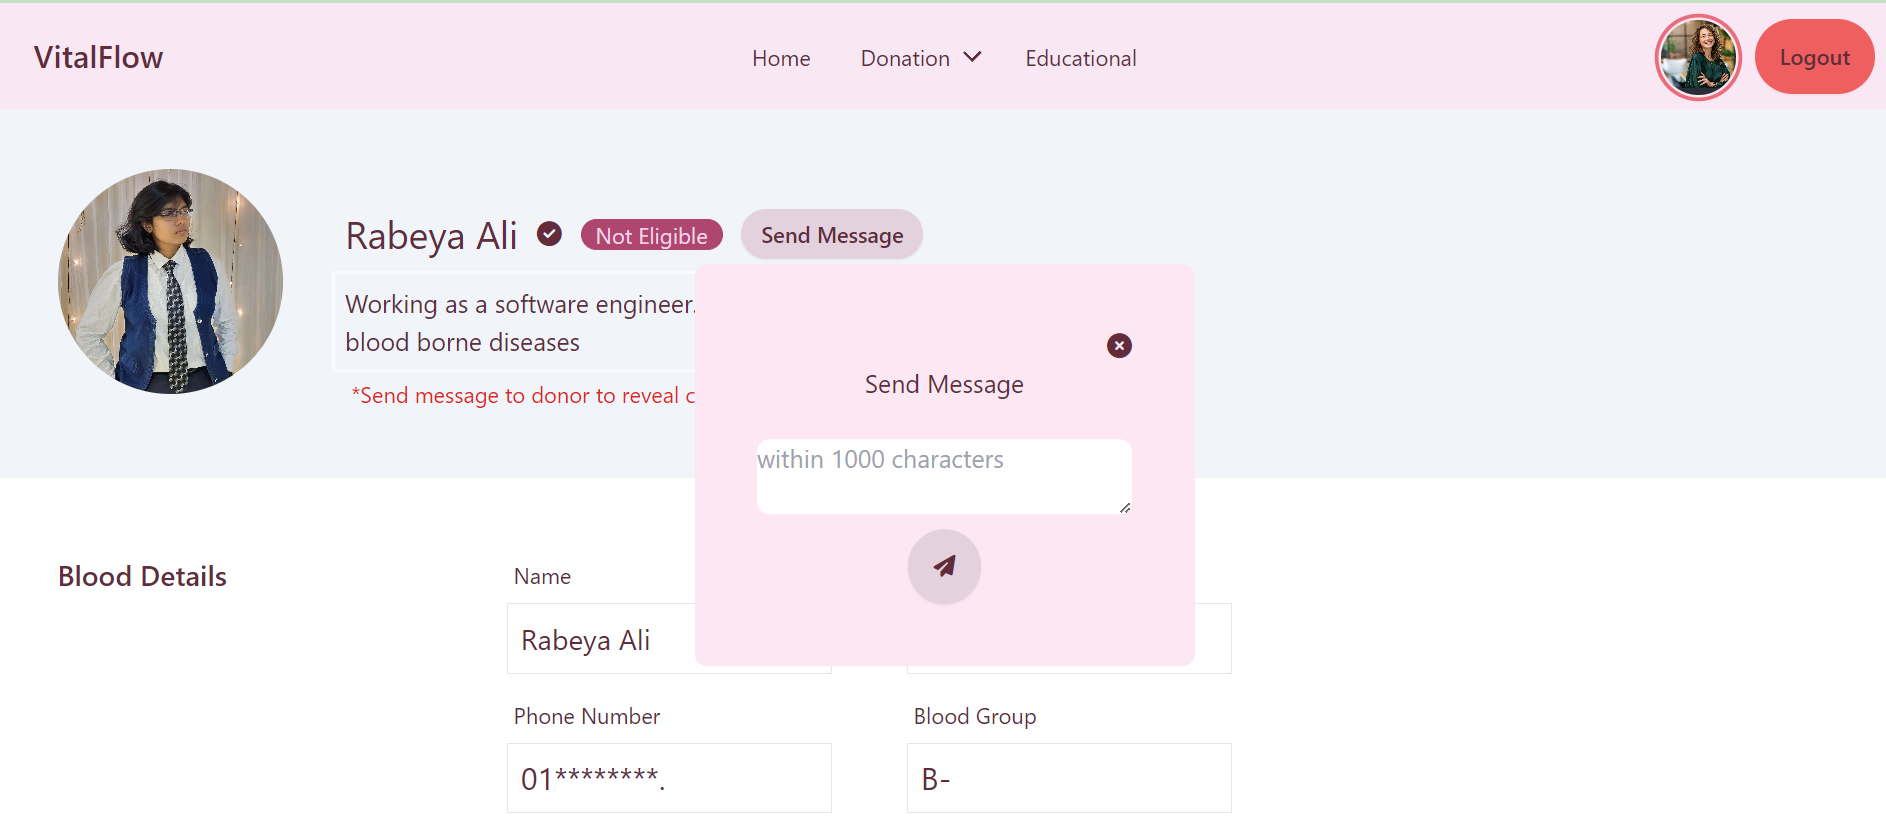 VitalFlow
Home
Donation
Educational
Logout
Rabeya Ali
Not Eligible
Send Message
Working as a software engineer.
blood borne diseases
*Send message to donor to reveal
Send Message
within 1000 characters
Blood Details
Name
Rabeya Ali
Phone Number
Blood Group
01********.
B-